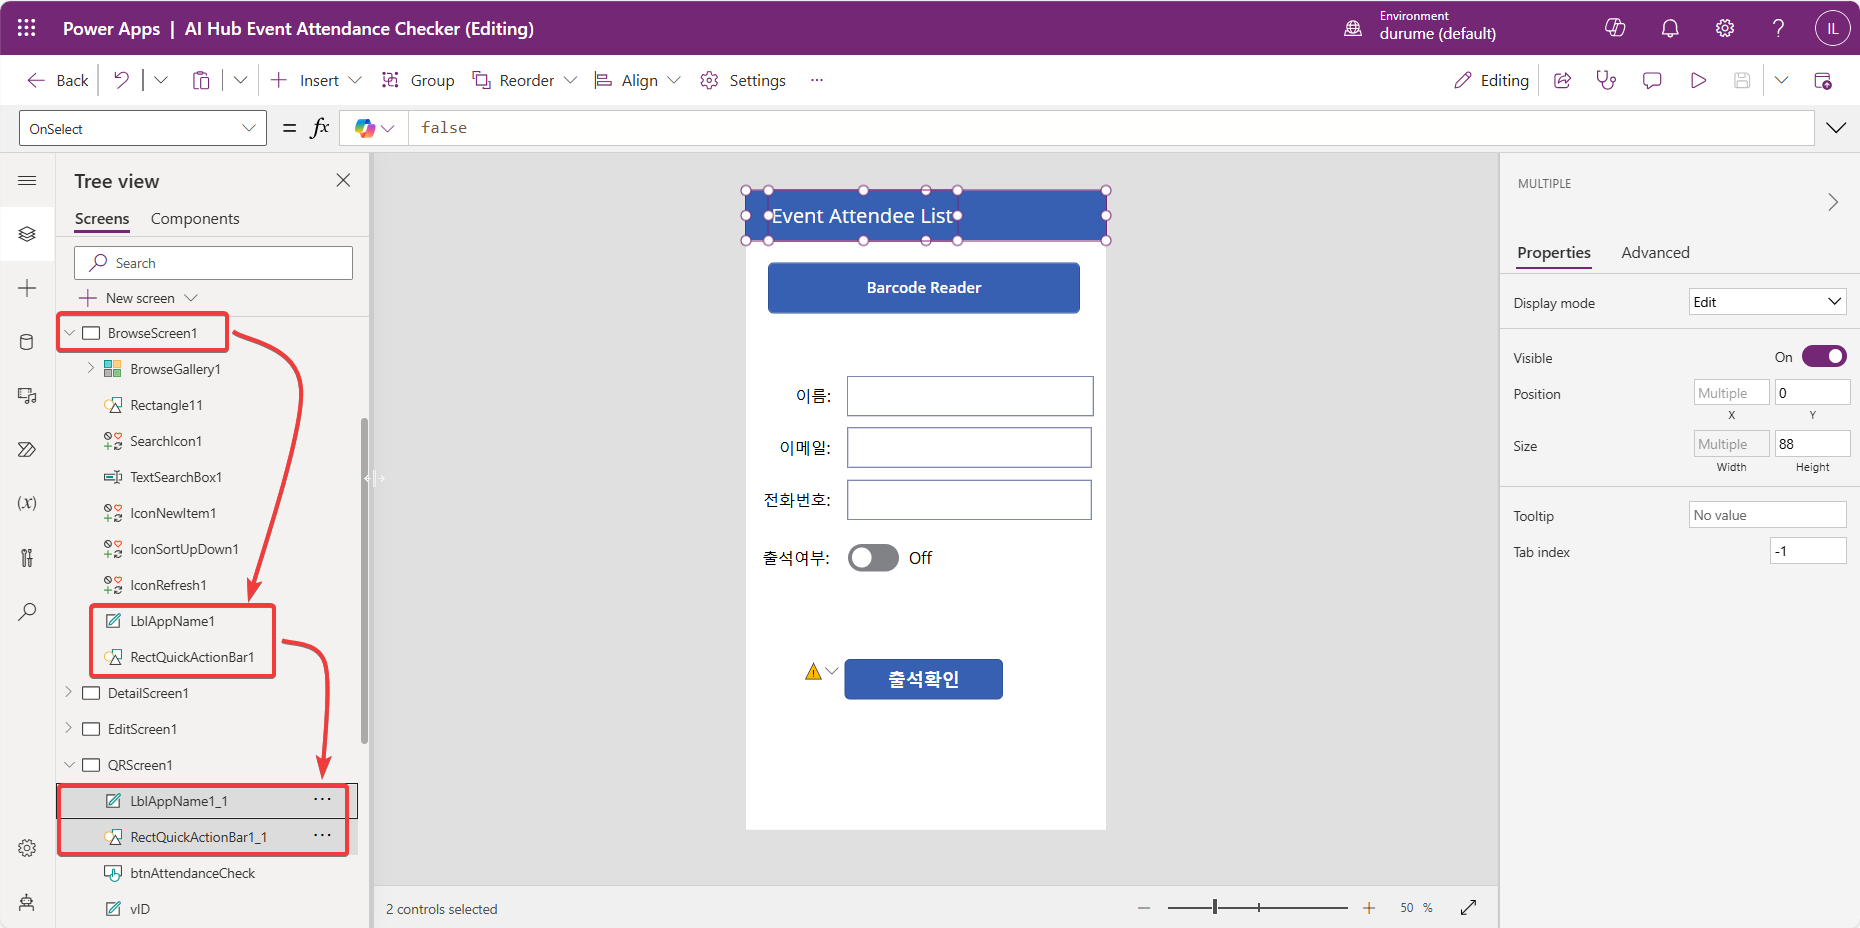 Power Apps | AI Hub Event Attendance Checker (Editing)
Environment
durume (default)
IL
Back
Insert
Group
Reorder
Align
Settings
Editing
OnSelect
= fx
false
Tree view
Screens
Components
Search
New screen
BrowseScreen1
BrowseGallery1
Rectangle11
SearchIcon1
TextSearchBox1
IconNewItem1
IconSortUpDown1
IconRefresh1
LblAppName1
RectQuickActionBar1
DetailScreen1
EditScreen1
QRScreen1
LblAppName1_1
RectQuickActionBar1_1
btnAttendanceCheck
vID
(x)
Event Attendee List
Barcode Reader
이름:
이메일:
전화번호:
출석여부:
Off
출석확인
2 controls selected
50 %
MULTIPLE
Properties
Advanced
Display mode
Edit
Visible
On
Position
Multiple
0
X
Y
Size
Multiple
88
Width
Height
Tooltip
No value
Tab index
-1